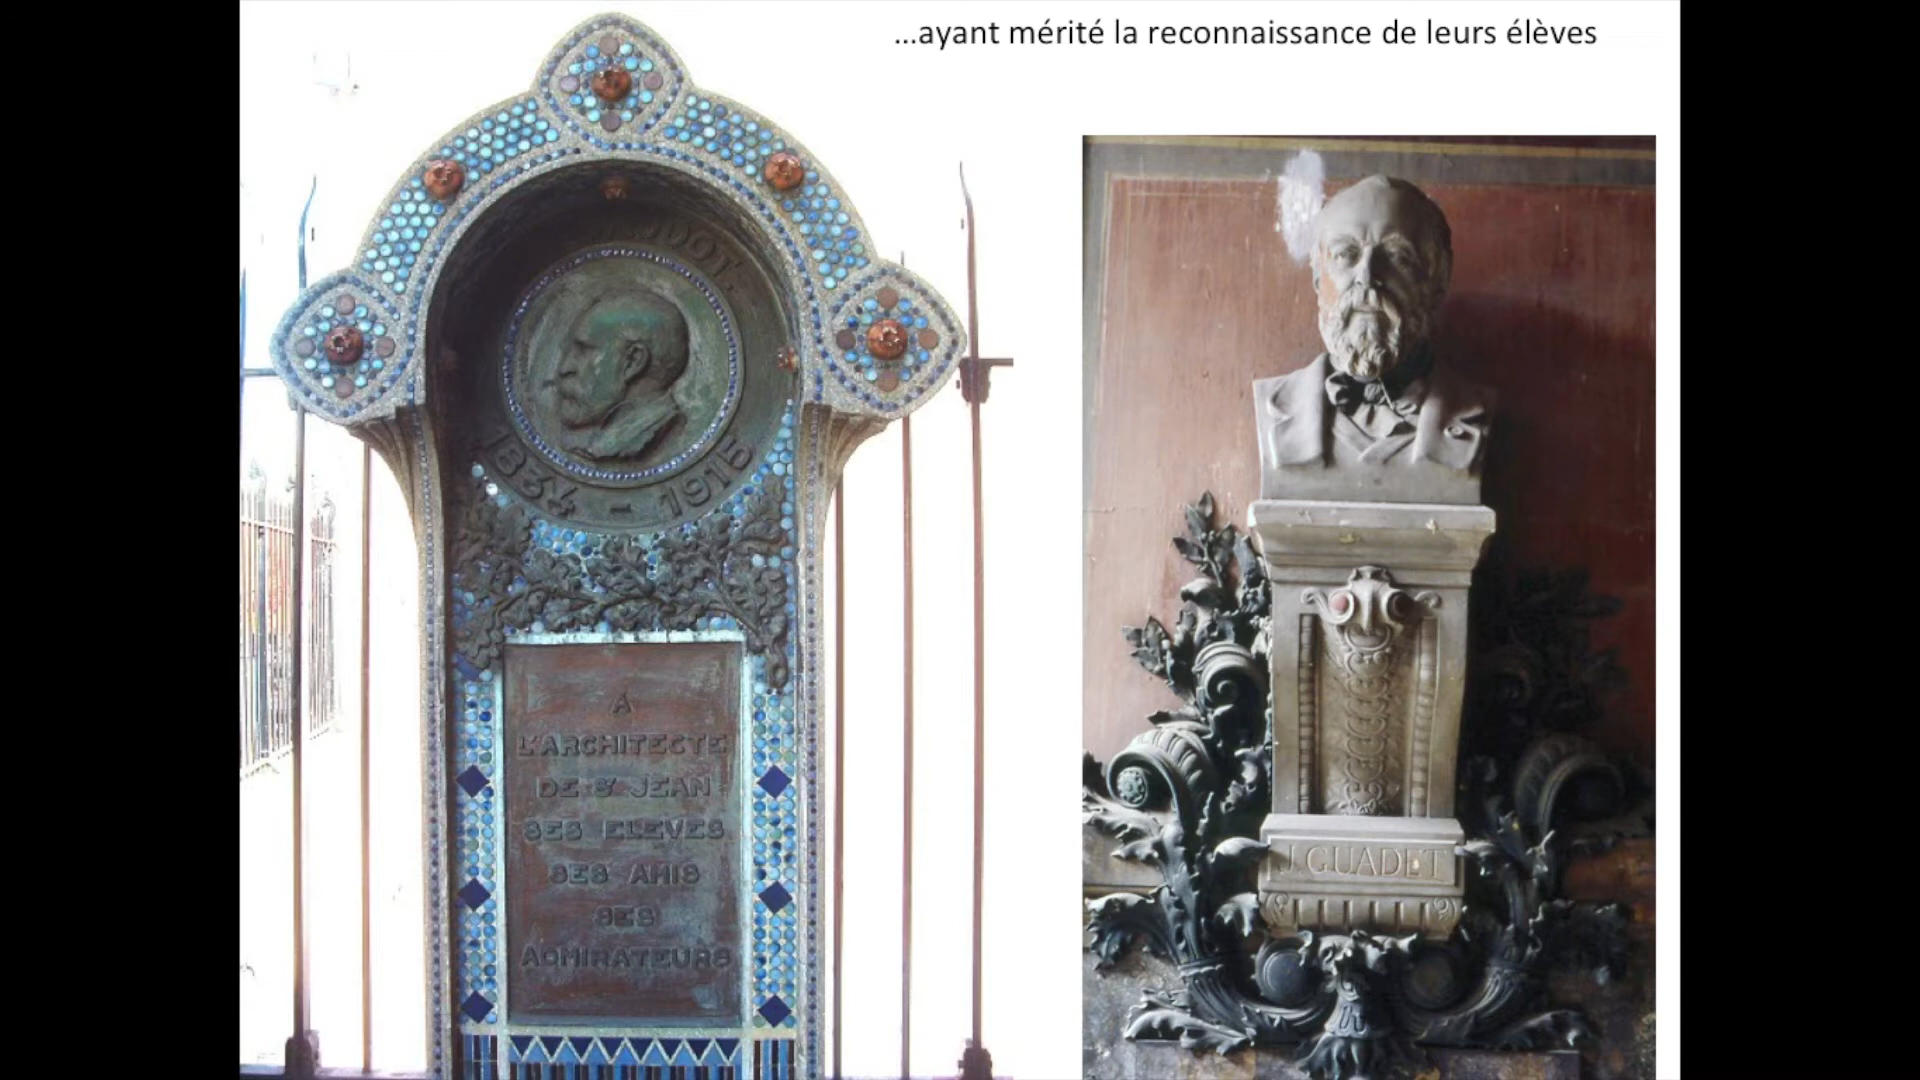 ...ayant mérité la reconnaissance de leurs élèves
1834 - 1915
A
L'ARCHITECTE
DE St JEAN
SES ELEVES
SES AMIS
SES
ADMIRATEURS
J. GUADET